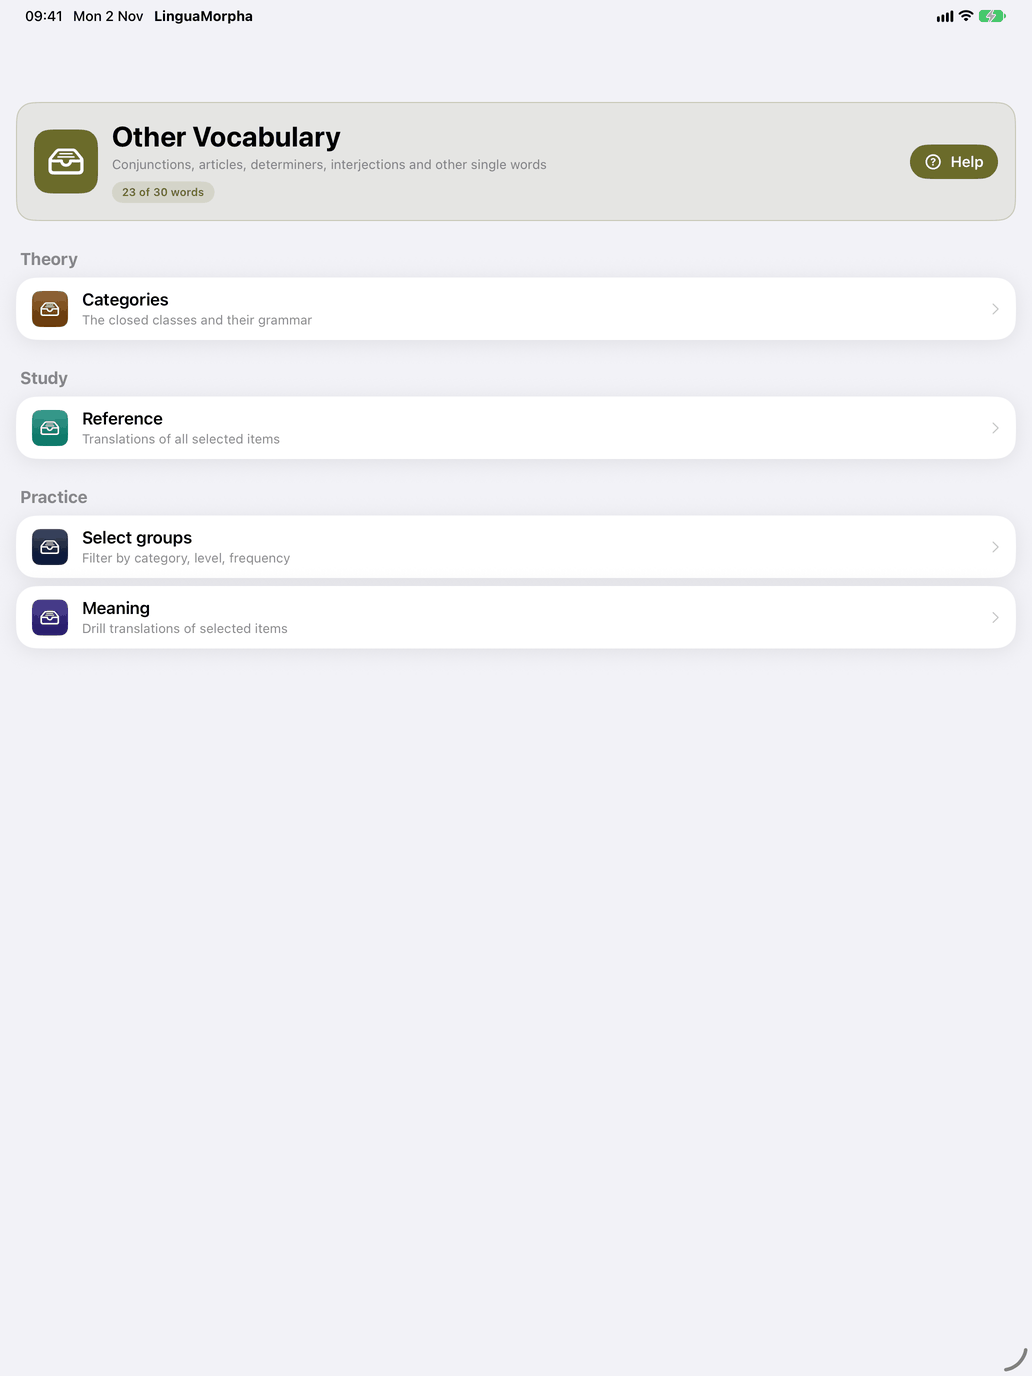 09:41 Mon 2 Nov LinguaMorpha
Other Vocabulary
Conjunctions, articles, determiners, interjections and other single words
23 of 30 words
Help
Theory
Categories
The closed classes and their grammar
Study
Reference
Translations of all selected items
Practice
Select groups
Filter by category, level, frequency
Meaning
Drill translations of selected items